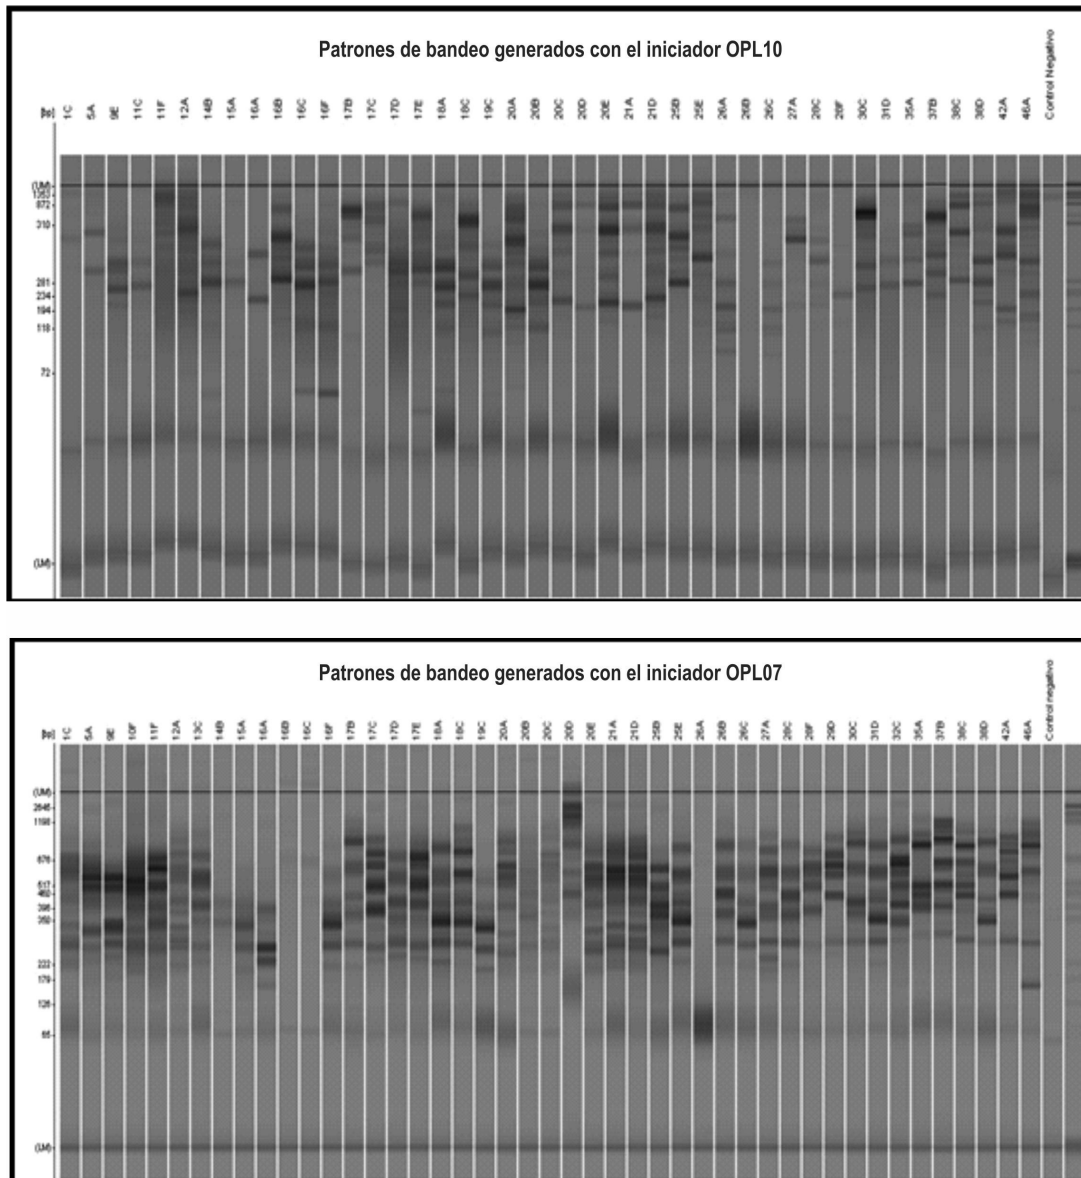 Patrones de bandeo generados con el iniciador OPL10
[bp] 1C 5A 9E 11C 11F 12A 14B 15A 16A 16B 16C 16F 17B 17C 17D 17E 18A 18C 19C 20A 20B 20C 20D 20E 21A 21D 25B 25E 26A 26B 26C 27A 28C 28F 30C 31D 35A 37B 38C 38D 42A 46A Control Negativo
(UM)
1353
872
310
281
234
194
118
72
(LM)
Patrones de bandeo generados con el iniciador OPL07
[bp] 1C 5A 9E 10F 11F 12A 13C 14B 15A 16A 16B 16C 16F 17B 17C 17D 17E 18A 18C 19C 20A 20B 20C 20D 20E 21A 21D 25B 25E 26A 26B 26C 27A 28C 28F 29D 30C 31D 32C 35A 37B 38C 38D 42A 46A Control negativo
(UM)
2645
1198
676
517
460
396
350
222
179
126
65
(LM)